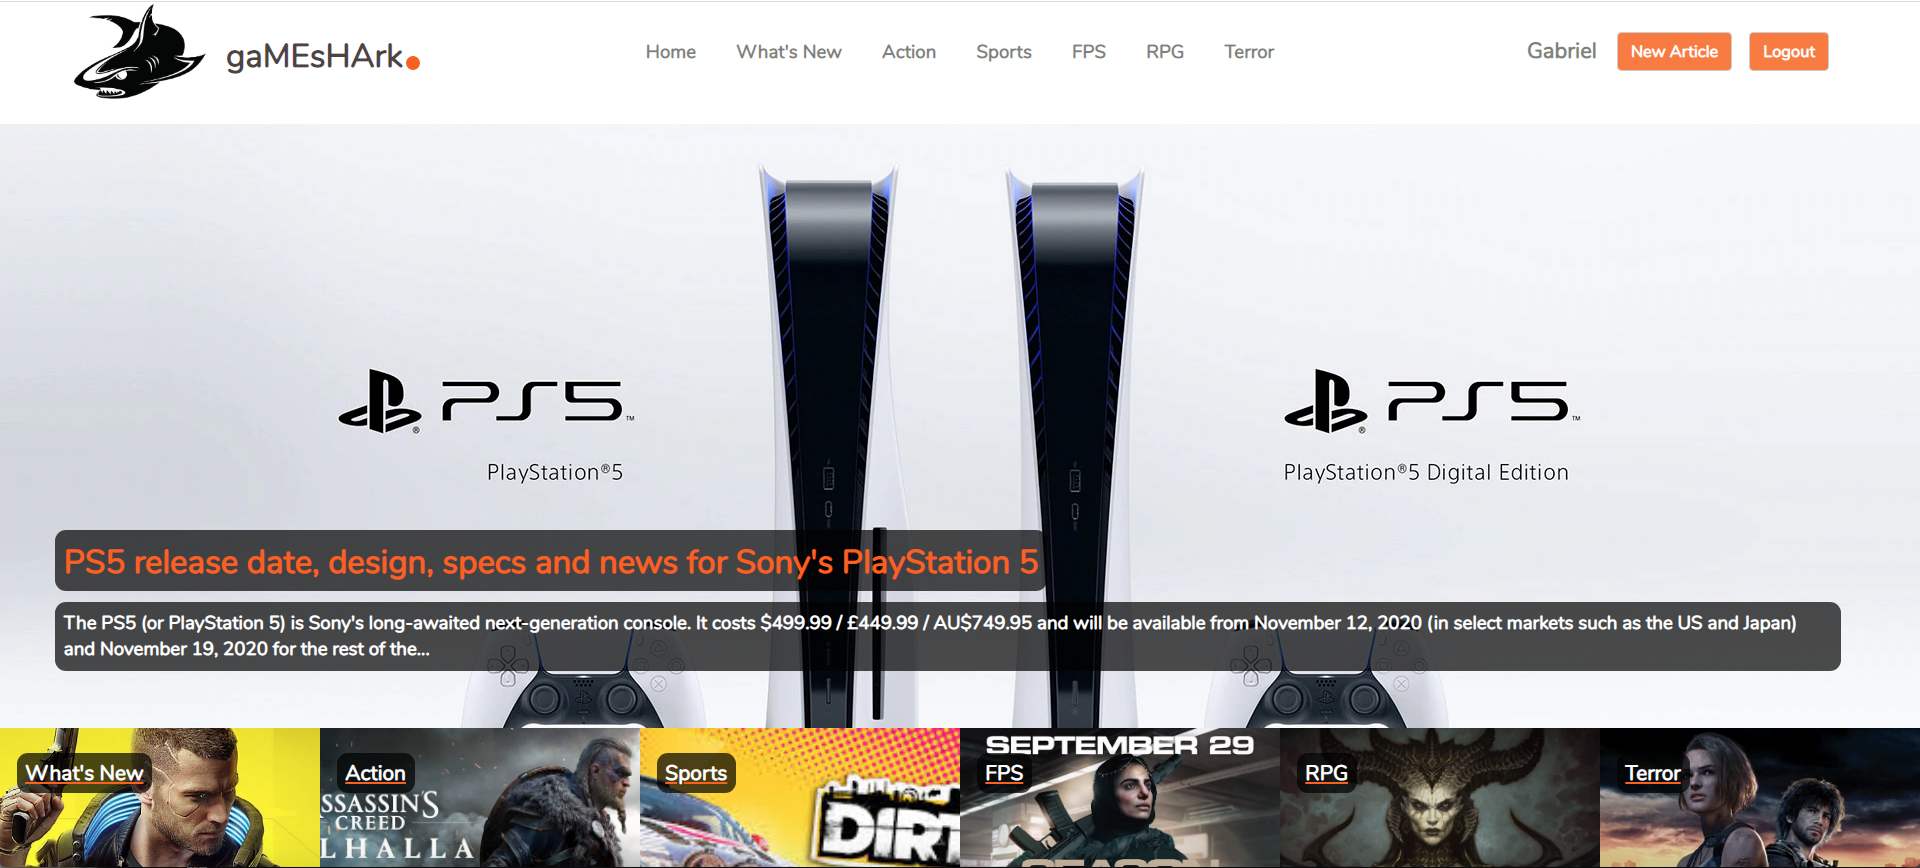 gaMEsHArk.
Home What's New Action Sports FPS RPG Terror
Gabriel New Article Logout
PS5™
PlayStation®5
PS5™
PlayStation®5 Digital Edition
PS5 release date, design, specs and news for Sony's PlayStation 5
The PS5 (or PlayStation 5) is Sony's long-awaited next-generation console. It costs $499.99 / £449.99 / AU$749.95 and will be available from November 12, 2020 (in select markets such as the US and Japan)
and November 19, 2020 for the rest of the...
What's New
Action
SSASSIN'S
CREED
LHALLA
Sports
DIRT
SEPTEMBER 29
FPS
SEASON
RPG
Terror